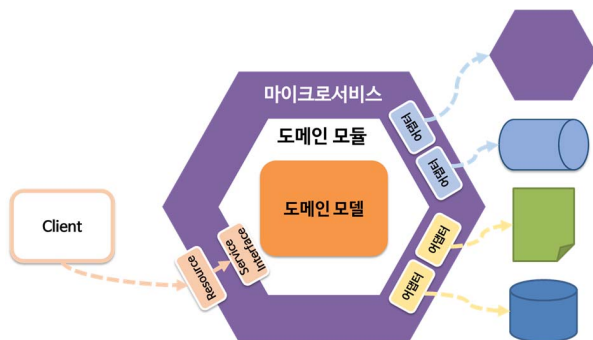 마이크로서비스
도메인 모듈
도메인 모델
Client
Resource
Service
Interface
어댑터
어댑터
어댑터
어댑터